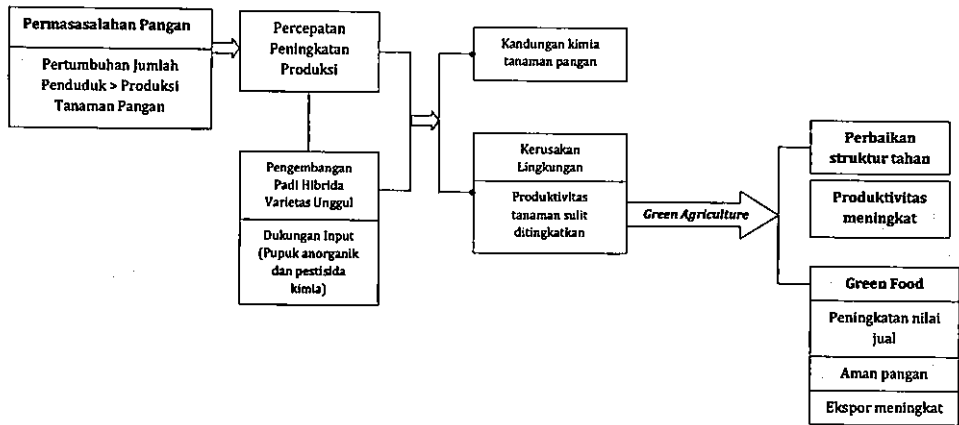 Permasasalahan Pangan
Pertumbuhan Jumlah
Penduduk > Produksi
Tanaman Pangan
Percepatan
Peningkatan
Produksi
Pengembangan
Padi Hibrida
Varietas Unggul
Dukungan Input
(Pupuk anorganik
dan pestisida
kimia)
Kandungan kimia
tanaman pangan
Kerusakan
Lingkungan
Produktivitas
tanaman sulit
ditingkatkan
Green Agriculture
Perbaikan
struktur tahan
Produktivitas
meningkat
Green Food
Peningkatan nilai
jual
Aman pangan
Ekspor meningkat